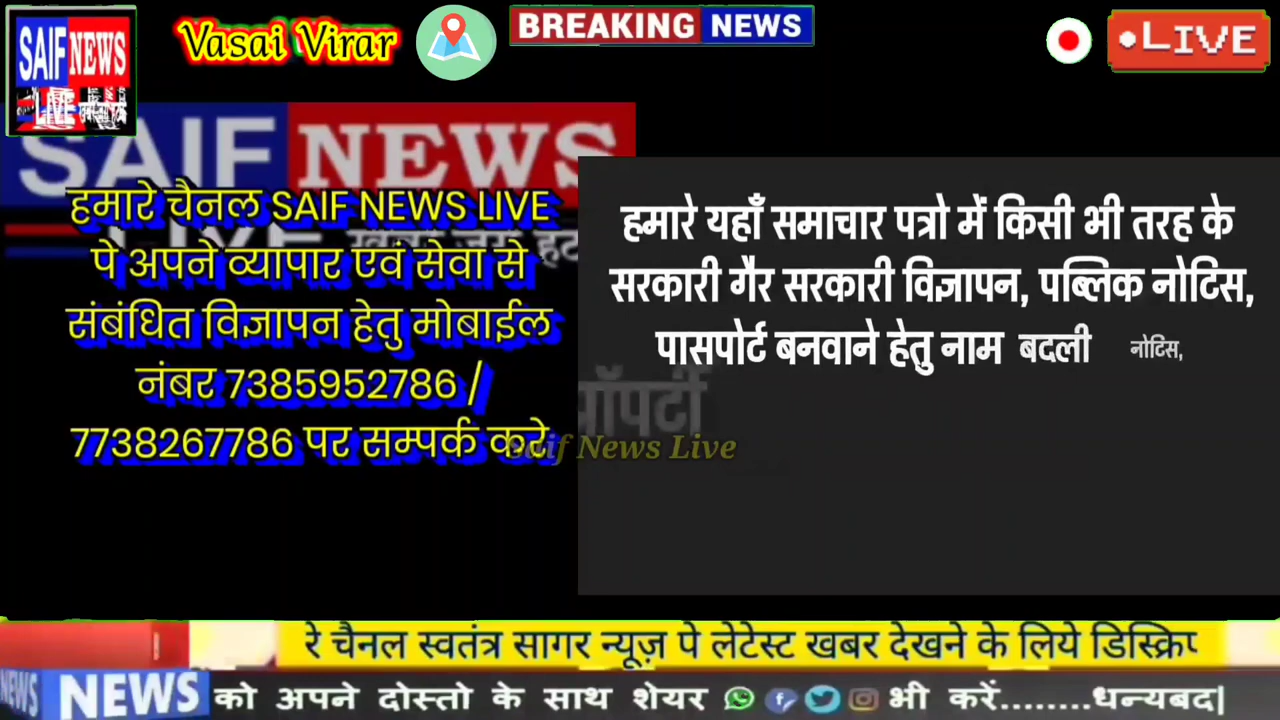 SAIF NEWS
LIVE
Vasai Virar
BREAKING NEWS
LIVE
SAIF NEWS
हमारे चैनल SAIF NEWS LIVE
पे अपने व्यापार एवं सेवा से
संबंधित विज्ञापन हेतु मोबाईल
नंबर 7385952786 /
7738267786 पर सम्पर्क करे
हमारे यहाँ समाचार पत्रो में किसी भी तरह के
सरकारी गैर सरकारी विज्ञापन, पब्लिक नोटिस,
पासपोर्ट बनवाने हेतु नाम बदली नोटिस,
Saif News Live
रे चैनल स्वतंत्र सागर न्यूज़ पे लेटेस्ट खबर देखने के लिये डिस्क्रिप
NEWS NEWS को अपने दोस्तो के साथ शेयर भी करें........धन्यबद|